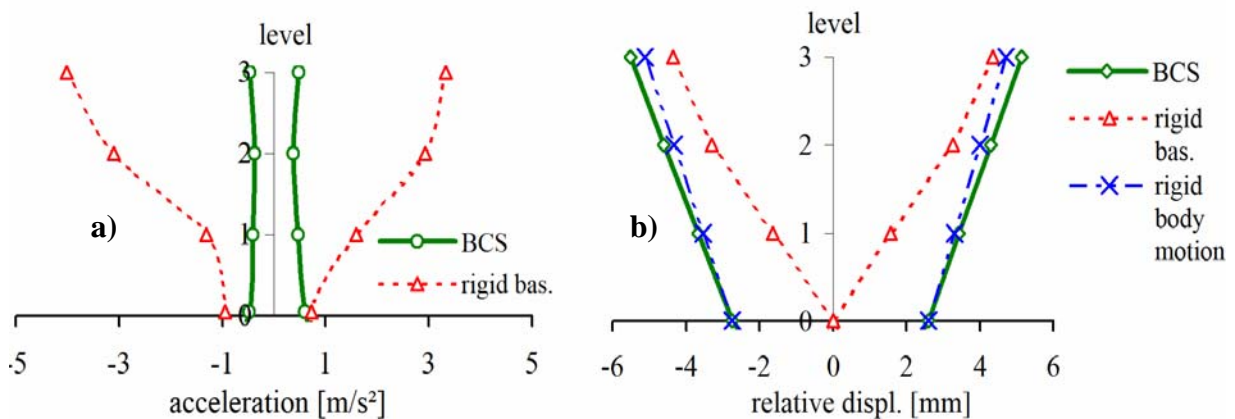 level
3
2
1
0
a)
BCS
rigid bas.
-5 -3 -1 1 3 5
acceleration [m/s²]
level
3
2
1
0
b)
-6 -4 -2 0 2 4 6
relative displ. [mm]
BCS
rigid
bas.
rigid
body
motion